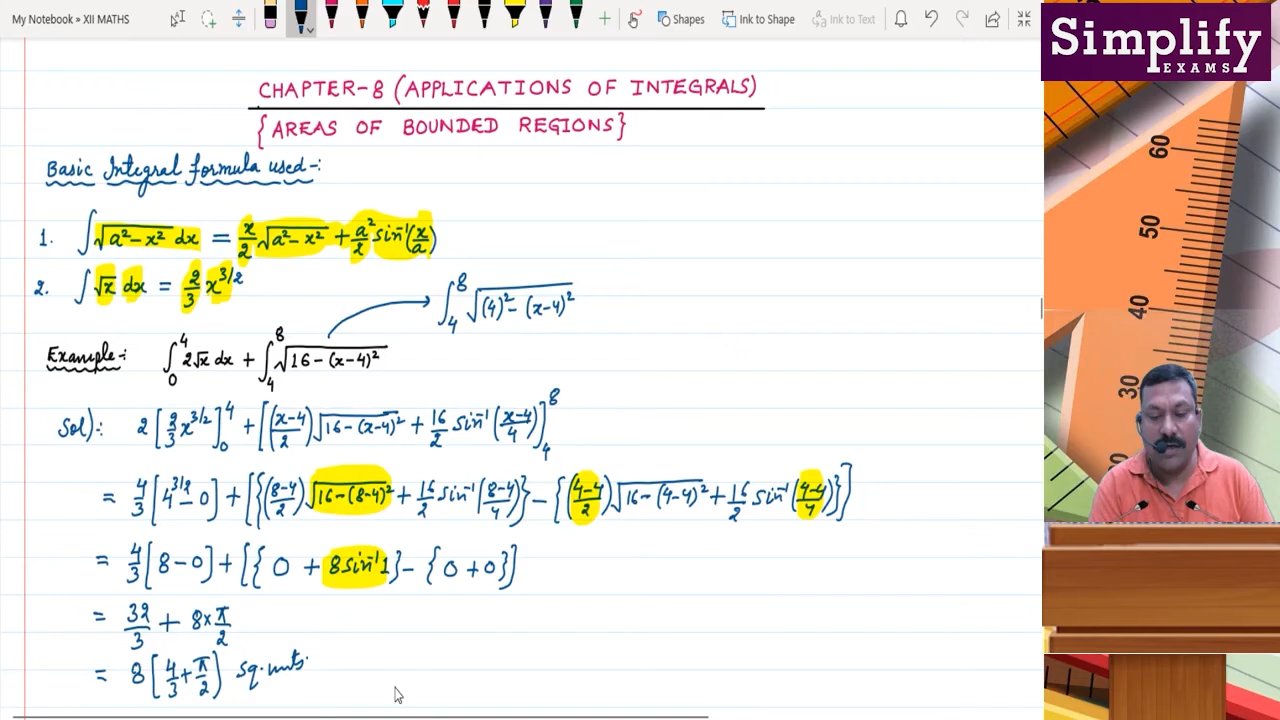 My Notebook » XII MATHS
Shapes
Ink to Shape
Ink to Text
Simplify
EXAMS
CHAPTER-8 (APPLICATIONS OF INTEGRALS)
{AREAS OF BOUNDED REGIONS}
Basic Integral formula used -:
1. ∫√(a²-x²) dx = x/2 √(a²-x²) + a²/2 sin⁻¹(x/a)
2. ∫√x dx = 2/3 x^(3/2)
∫₄⁸ √((4)²-(x-4)²)
Example:- ∫₀⁴ 2√x dx + ∫₄⁸ √(16-(x-4)²)
Sol): 2[2/3 x^(3/2)]₀⁴ + [(x-4)/2 √(16-(x-4)²) + 16/2 sin⁻¹((x-4)/4)]₄⁸
= 4/3 [4^(3/2) - 0] + [{(8-4)/2 √(16-(8-4)²) + 16/2 sin⁻¹((8-4)/4)} - {((4-4)/2) √(16-(4-4)²) + 16/2 sin⁻¹((4-4)/4)}]
= 4/3 [8-0] + [{0 + 8 sin⁻¹1} - {0+0}]
= 32/3 + 8×π/2
= 8[4/3 + π/2) sq. units.
60
50
40
30